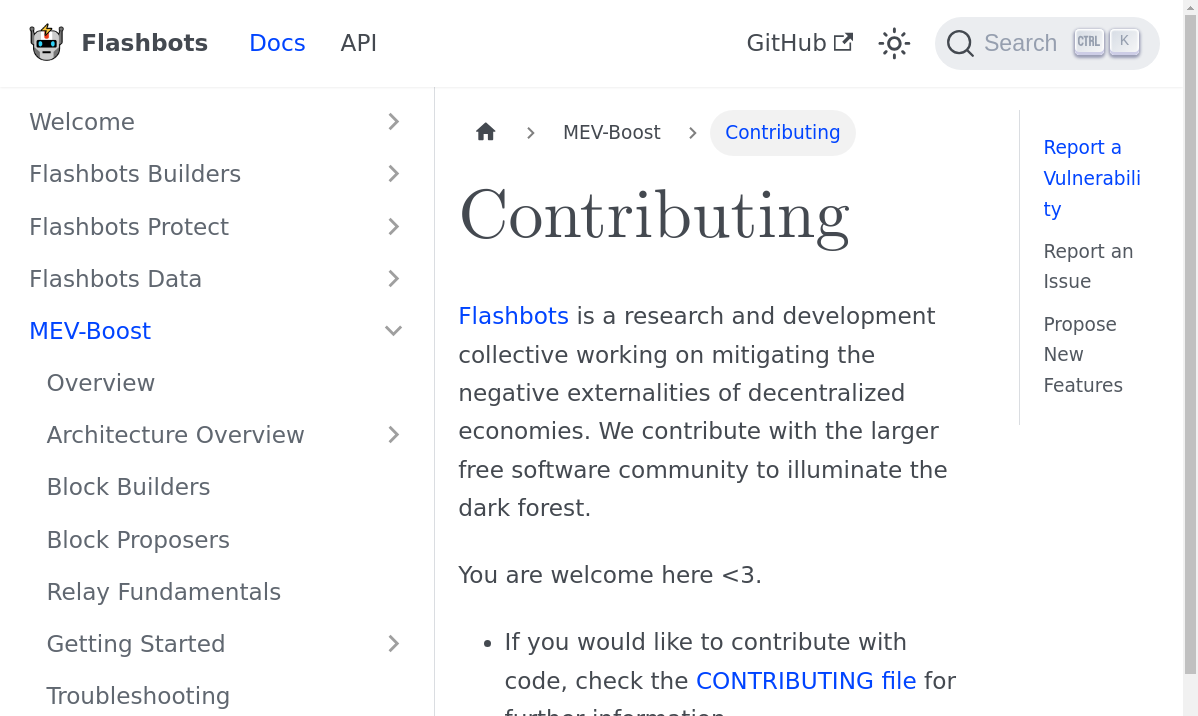 Flashbots
Docs
API
GitHub
Search
CTRL
K
Welcome
Flashbots Builders
Flashbots Protect
Flashbots Data
MEV-Boost
Overview
Architecture Overview
Block Builders
Block Proposers
Relay Fundamentals
Getting Started
Troubleshooting
MEV-Boost
Contributing
Contributing
Flashbots is a research and development
collective working on mitigating the
negative externalities of decentralized
economies. We contribute with the larger
free software community to illuminate the
dark forest.
You are welcome here <3.
• If you would like to contribute with
code, check the CONTRIBUTING file for
further information.
Report a
Vulnerabili
ty
Report an
Issue
Propose
New
Features